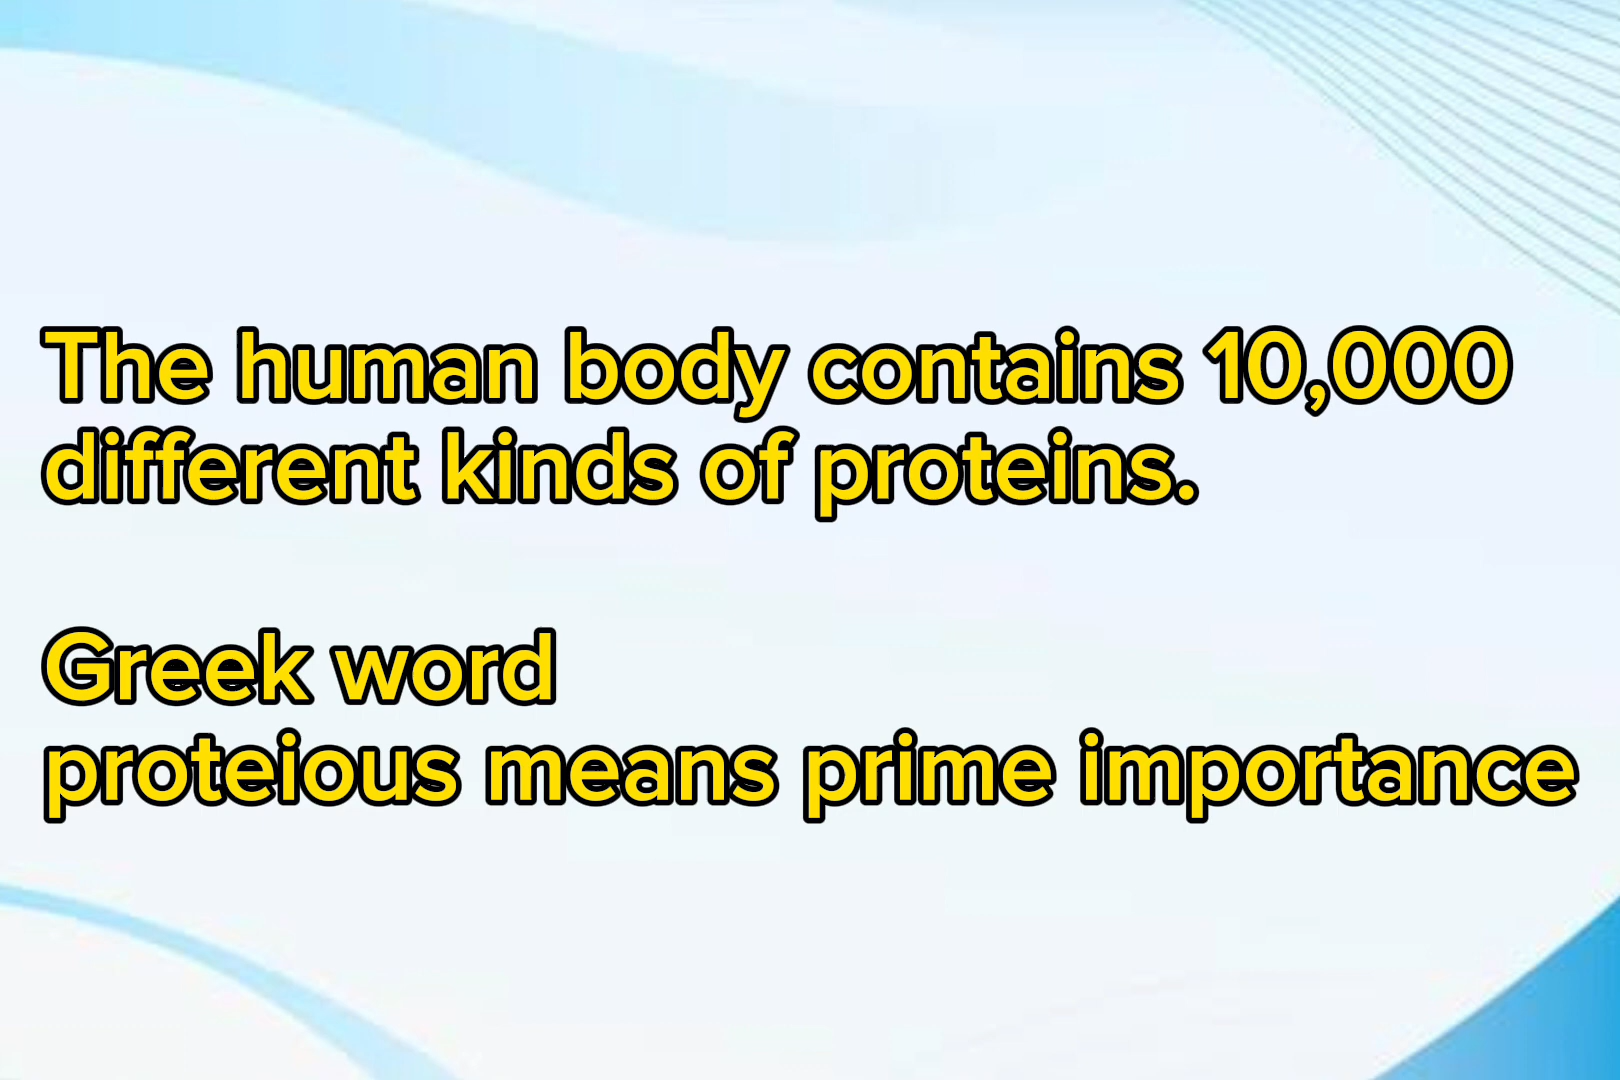 The human body contains 10,000
different kinds of proteins.
Greek word
proteious means prime importance